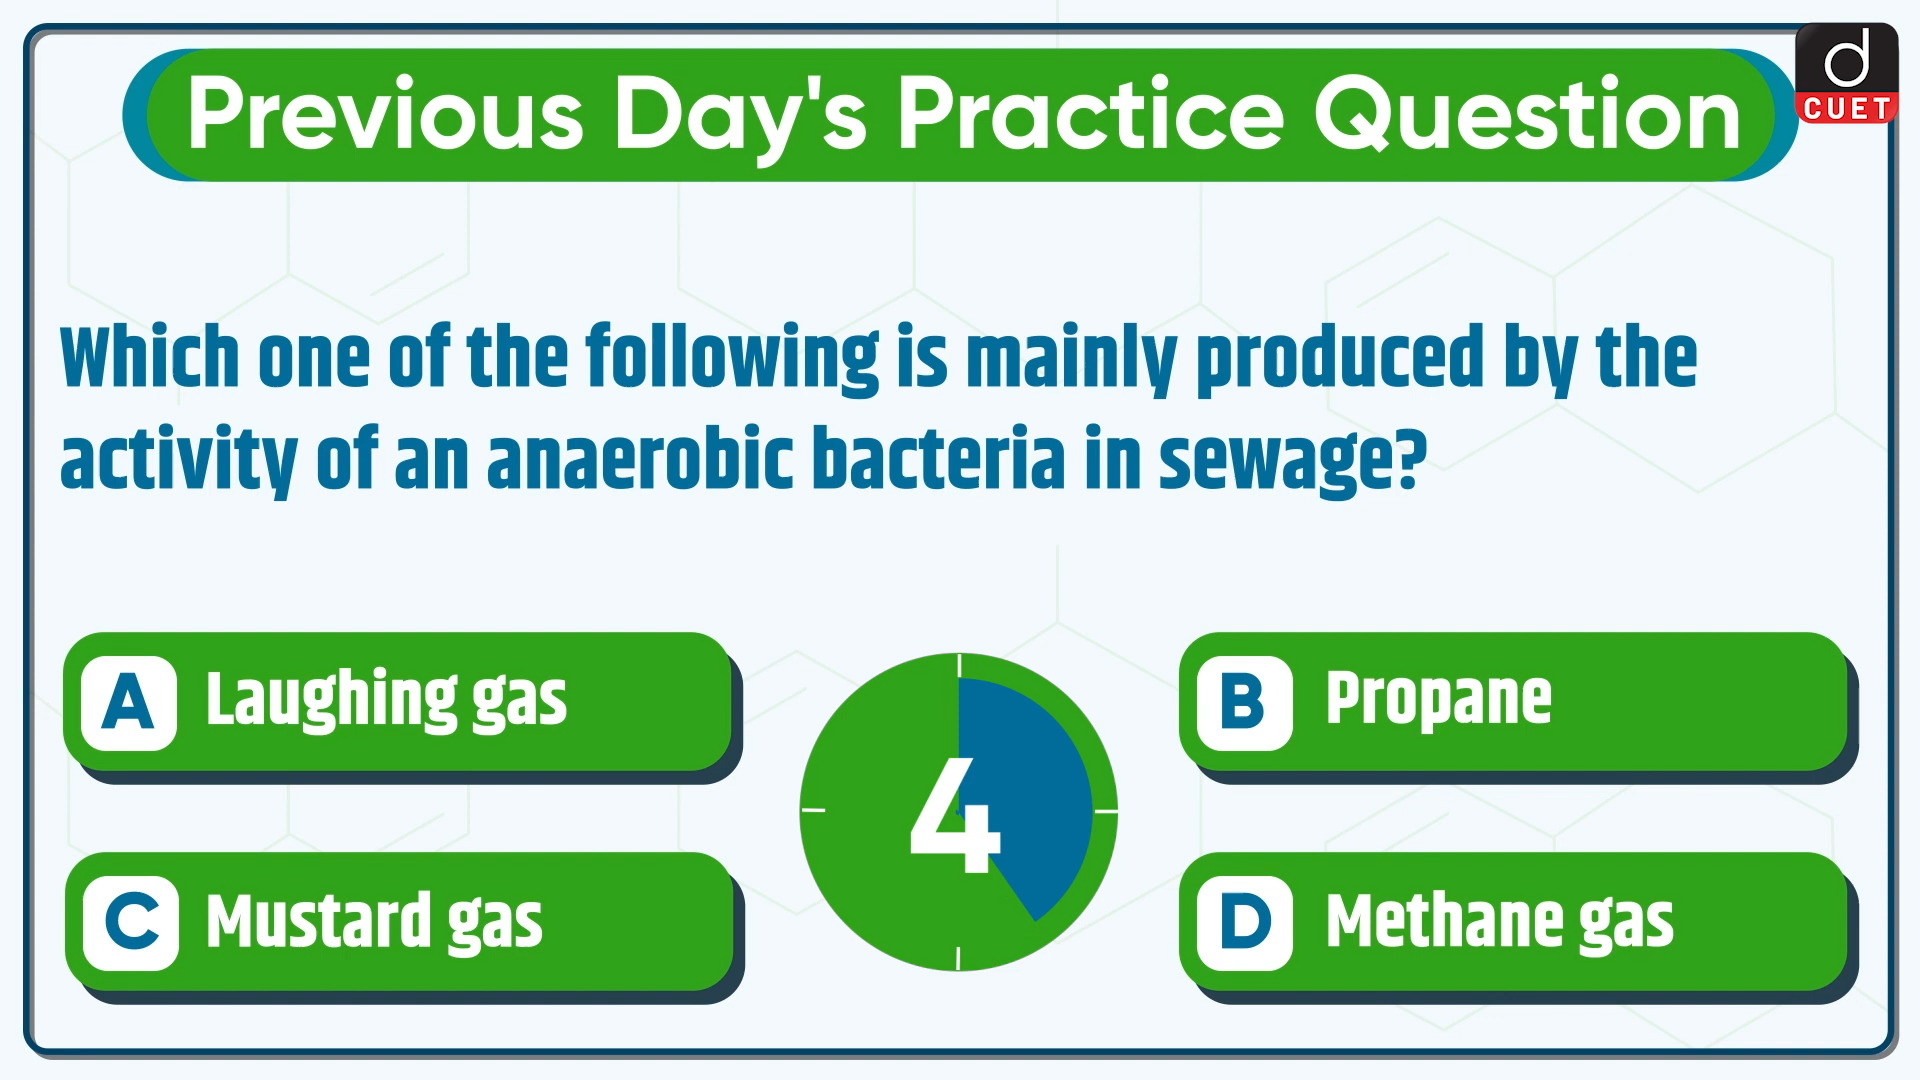 Previous Day's Practice Question
d
CUET
Which one of the following is mainly produced by the
activity of an anaerobic bacteria in sewage?
A Laughing gas
B Propane
4
C Mustard gas
D Methane gas